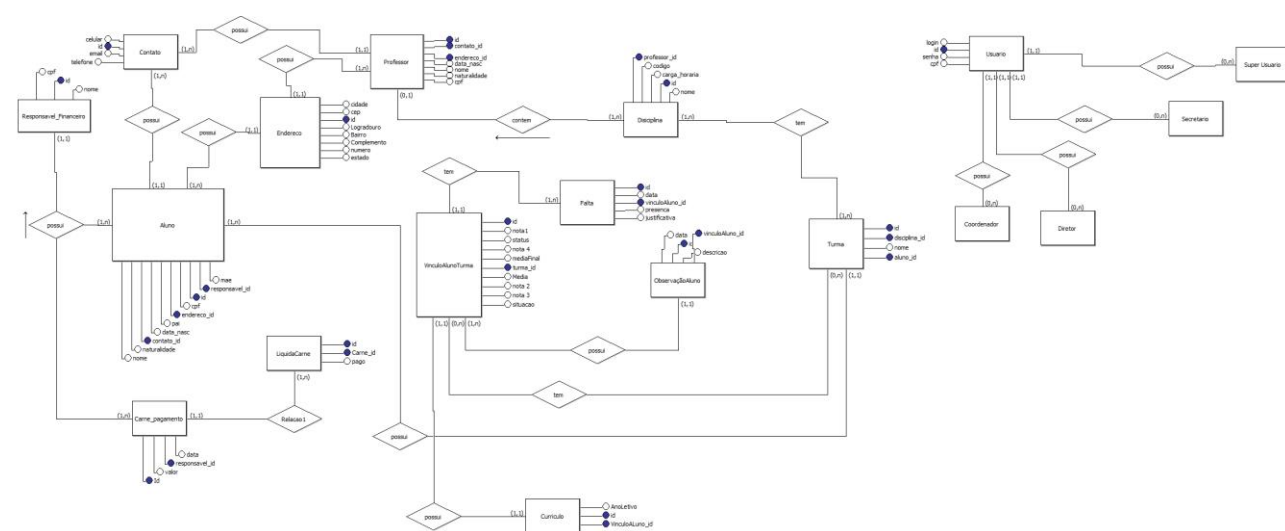 celular
id
email
telefone
Contato
(1,n)
possui
(1,1)
Professor
id
contato_id
endereco_id
data_nasc
nome
naturalidade
cpf
(1,n)
(0,1)
possui
(1,1)
cpf
id
nome
Responsavel_Financeiro
(1,1)
(1,n)
possui
(1,1)
possui
(1,1)
(1,n)
Endereco
cidade
cep
id
Logradouro
Bairro
Complemento
numero
estado
contem
(1,n)
professor_id
codigo
carga_horaria
id
nome
Disciplina
(1,n)
tem
(1,n)
login
id
senha
cpf
Usuario
(1,1)
(1,1)
(1,1)
(1,1)
possui
(0,n)
Super Usuario
possui
(0,n)
Secretario
possui
(0,n)
Diretor
possui
(0,n)
Coordenador
possui
(1,n)
Aluno
(1,n)
mae
responsavel_id
id
cpf
endereco_id
pai
data_nasc
contato_id
naturalidade
nome
tem
(1,1)
(1,n)
Falta
id
data
vinculoAluno_id
presenca
justificativa
VinculoAlunoTurma
id
nota1
status
nota 4
mediaFinal
turma_id
Media
nota 2
nota 3
situacao
(1,1)
(0,n)
(1,n)
data
id
vinculoAluno_id
descricao
ObservaçãoAluno
(1,1)
possui
Turma
id
disciplina_id
nome
aluno_id
(0,n)
(1,1)
tem
possui
LiquidaCarne
id
Carne_id
pago
(1,n)
Relacao1
(1,n)
Carne_pagamento
(1,1)
data
responsavel_id
valor
Id
possui
(1,1)
Curriculo
AnoLetivo
id
VinculoALuno_id